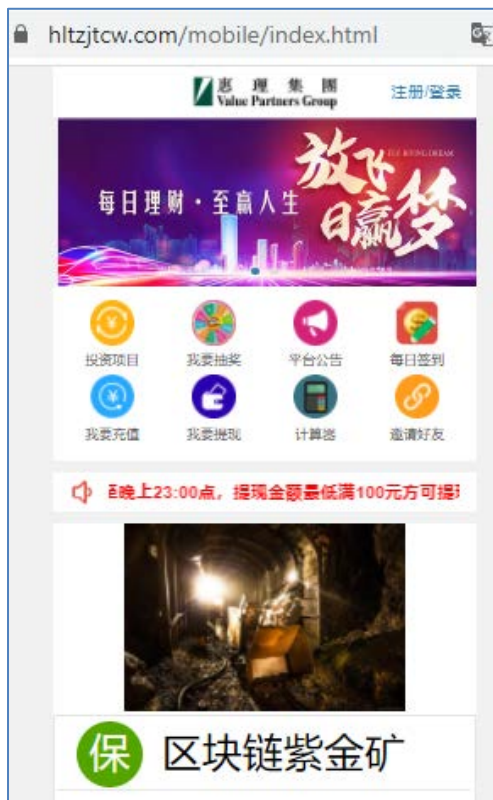 hltzjtcw.com/mobile/index.html
惠理集團
Value Partners Group
注册/登录
每日理财·至赢人生
放飞
日赢梦
投资项目
我要抽奖
平台公告
每日签到
我要充值
我要提现
计算器
邀请好友
至晚上23:00点，提现金额最低满100元方可提现
保
区块链紫金矿